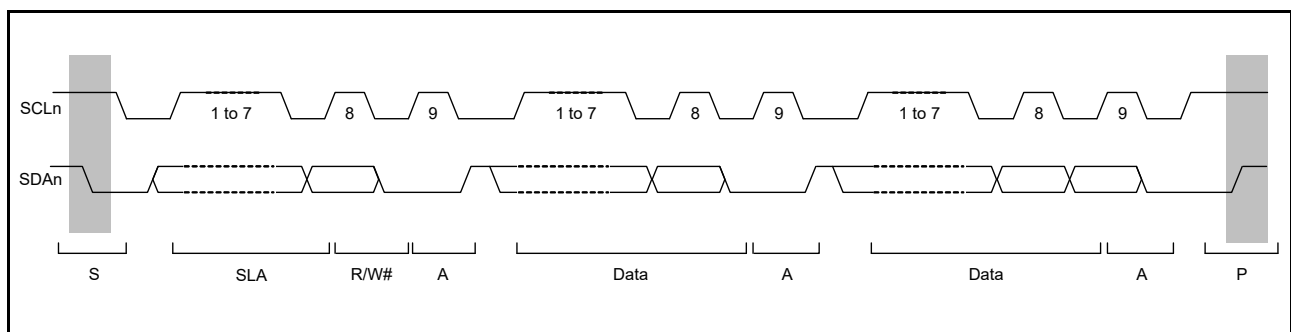 SCLn
1 to 7 8 9 1 to 7 8 9 1 to 7 8 9
SDAn
S SLA R/W# A Data A Data A P